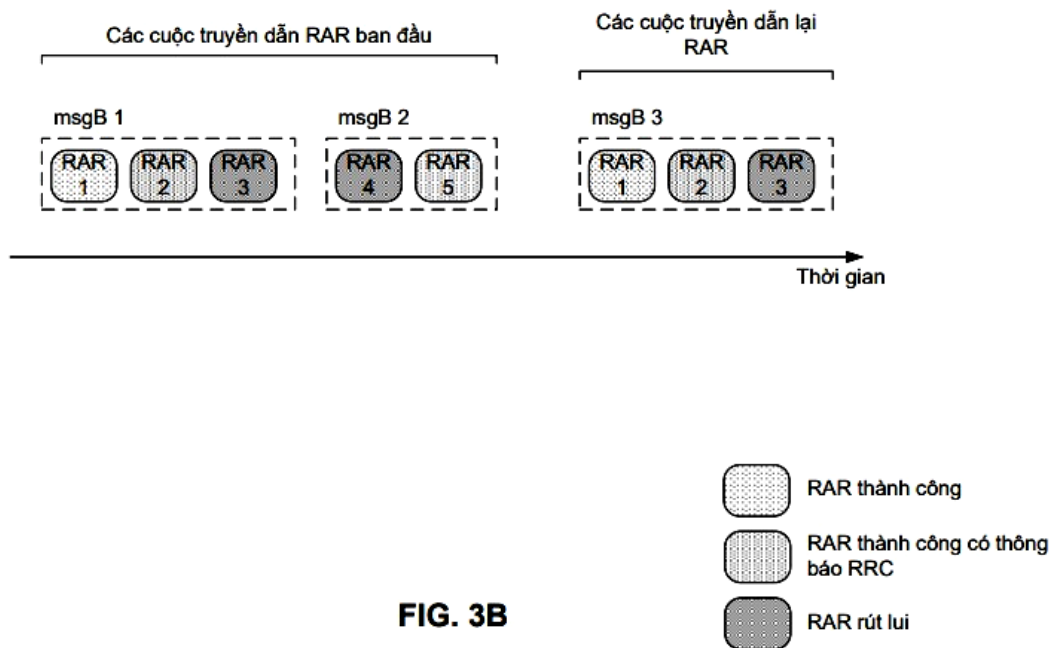 Các cuộc truyền dẫn RAR ban đầu
Các cuộc truyền dẫn lại
RAR
msgB 1
msgB 2
msgB 3
RAR
1
RAR
2
RAR
3
RAR
4
RAR
5
RAR
1
RAR
2
RAR
3
Thời gian
RAR thành công
RAR thành công có thông
báo RRC
RAR rút lui
FIG. 3B